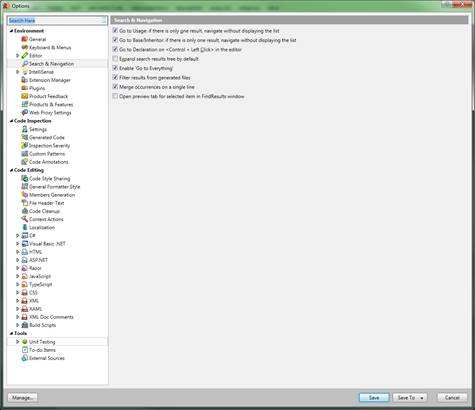 Options
Search Here
Environment
General
Keyboard & Menus
Editor
Search & Navigation
IntelliSense
Extension Manager
Plugins
Product Feedback
Products & Features
Web Proxy Settings
Code Inspection
Settings
Generated Code
Inspection Severity
Custom Patterns
Code Annotations
Code Editing
Code Style Sharing
General Formatter Style
Members Generation
File Header Text
Code Cleanup
Context Actions
Localization
C#
Visual Basic .NET
HTML
ASP.NET
Razor
JavaScript
TypeScript
CSS
XML
XAML
XML Doc Comments
Build Scripts
Tools
Unit Testing
To-do Items
External Sources
Search & Navigation
Go to Usage: if there is only one result, navigate without displaying the list
Go to Base/Inheritor: if there is only one result, navigate without displaying the list
Go to Declaration on <Control + Left Click> in the editor
Expand search results tree by default
Enable 'Go to Everything'
Filter results from generated files
Merge occurrences on a single line
Open preview tab for selected item in FindResults window
Manage...
Save
Save To
Cancel